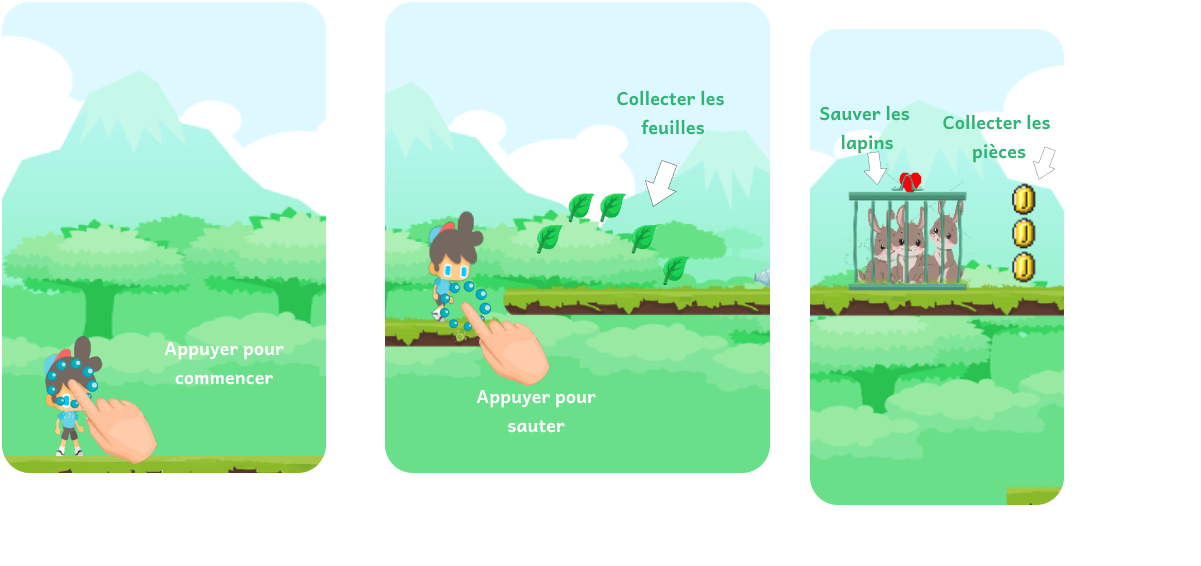 Appuyer pour
commencer
Collecter les
feuilles
Appuyer pour
sauter
Sauver les
lapins
Collecter les
pièces